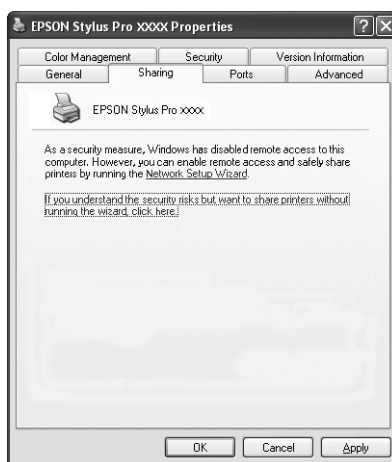 EPSON Stylus Pro XXXX Properties
Color Management Security Version Information
General Sharing Ports Advanced
EPSON Stylus Pro xxxx
As a security measure, Windows has disabled remote access to this
computer. However, you can enable remote access and safely share
printers by running the Network Setup Wizard.
If you understand the security risks but want to share printers without
running the wizard, click here.
OK Cancel Apply